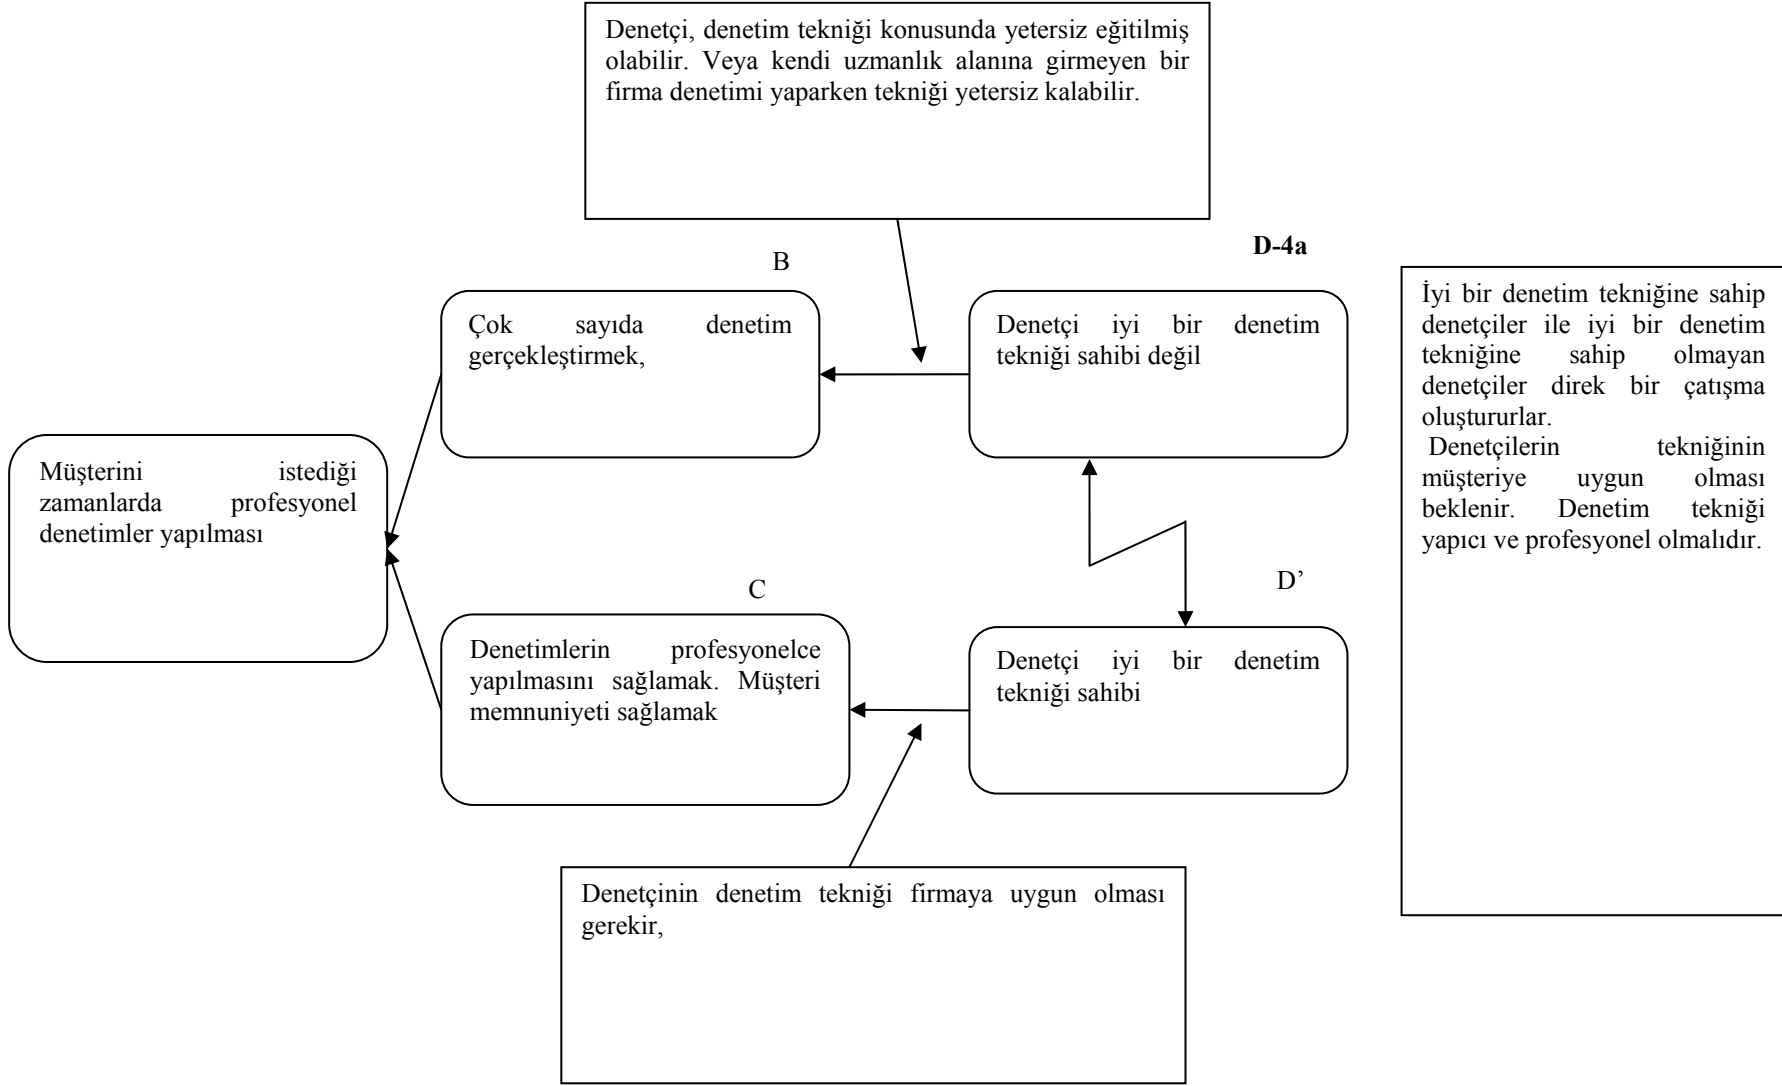 Denetçi, denetim tekniği konusunda yetersiz eğitilmiş
olabilir. Veya kendi uzmanlık alanına girmeyen bir
firma denetimi yaparken tekniği yetersiz kalabilir.
D-4a
B
Çok sayıda denetim
gerçekleştirmek,
Denetçi iyi bir denetim
tekniği sahibi değil
İyi bir denetim tekniğine sahip
denetçiler ile iyi bir denetim
tekniğine sahip olmayan
denetçiler direk bir çatışma
oluştururlar.
Denetçilerin tekniğinin
müşteriye uygun olması
beklenir. Denetim tekniği
yapıcı ve profesyonel olmalıdır.
Müşterini istediği
zamanlarda profesyonel
denetimler yapılması
C
Denetimlerin profesyonelce
yapılmasını sağlamak. Müşteri
memnuniyeti sağlamak
D’
Denetçi iyi bir denetim
tekniği sahibi
Denetçinin denetim tekniği firmaya uygun olması
gerekir,